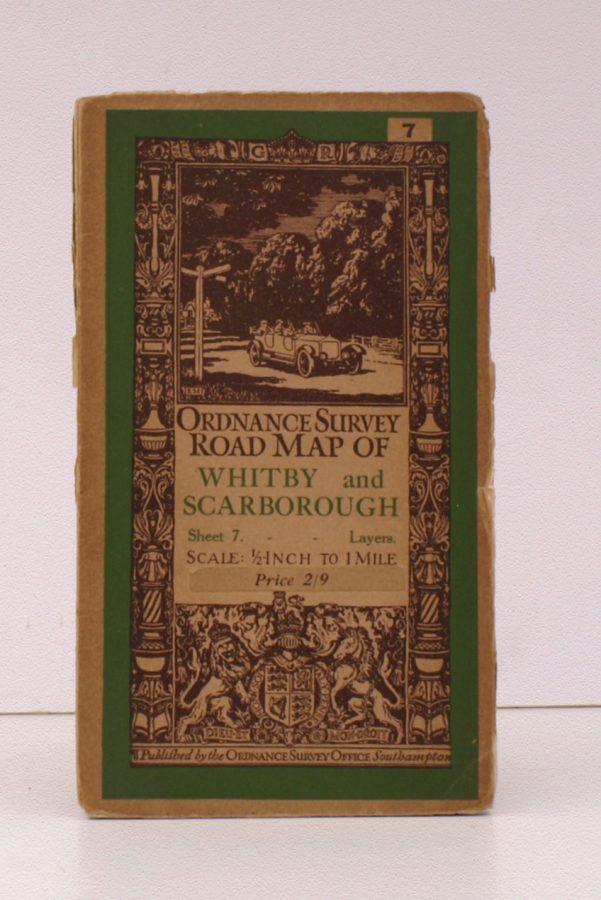 7
G R
ORDNANCE SURVEY
ROAD MAP OF
WHITBY and
SCARBOROUGH
Sheet 7. - - Layers.
SCALE: ½-INCH TO 1 MILE
Price 2/9
DIEU ET MON DROIT
Published by the ORDNANCE SURVEY OFFICE Southampton